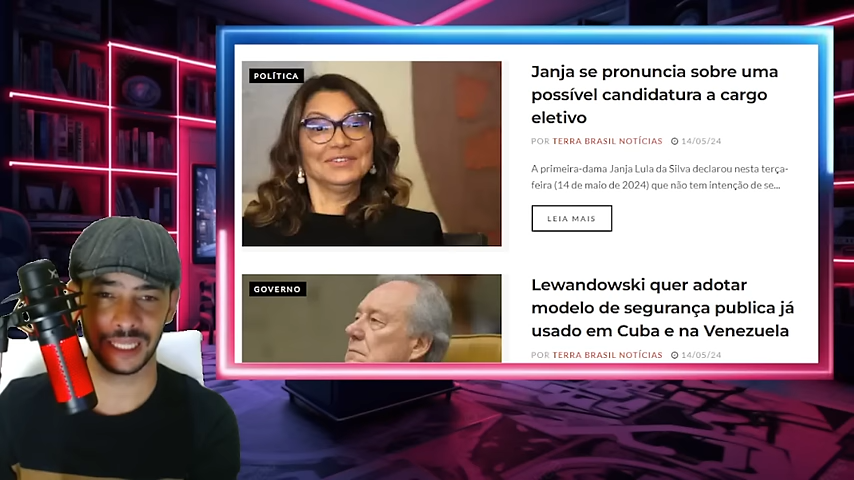 POLÍTICA
Janja se pronuncia sobre uma
possível candidatura a cargo
eletivo
POR TERRA BRASIL NOTÍCIAS 14/05/24
A primeira-dama Janja Lula da Silva declarou nesta terça-
feira (14 de maio de 2024) que não tem intenção de se...
LEIA MAIS
GOVERNO
Lewandowski quer adotar
modelo de segurança publica já
usado em Cuba e na Venezuela
POR TERRA BRASIL NOTÍCIAS 14/05/24